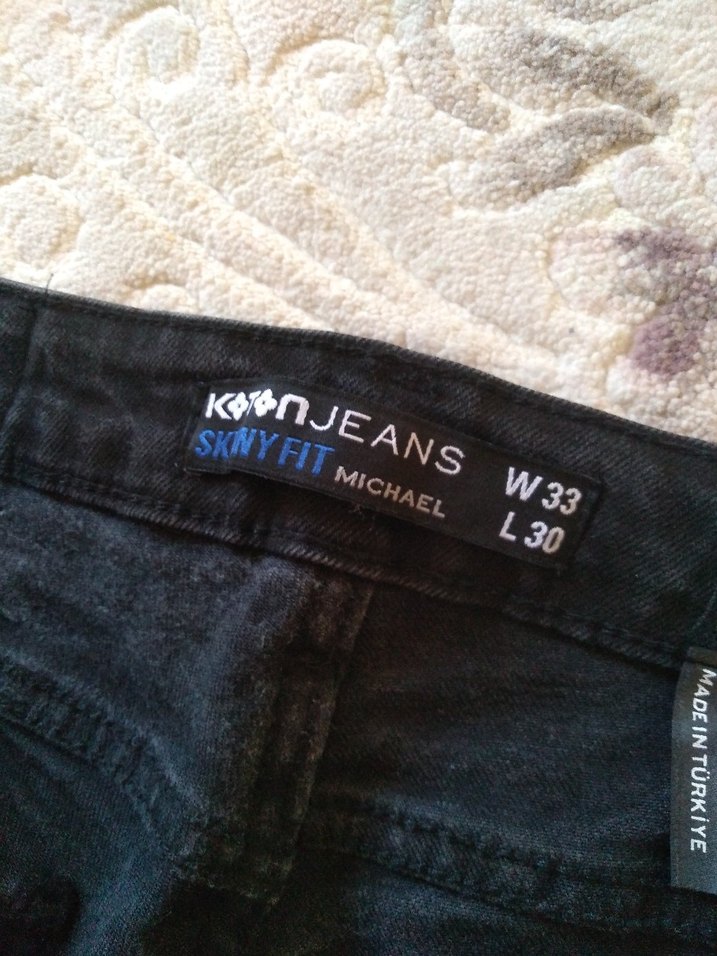 KOTON JEANS
SKNY FIT
MICHAEL
W 33
L 30
MADE IN TÜRKİYE